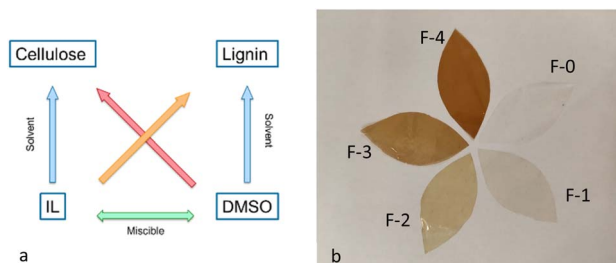 Cellulose
Lignin
Solvent
Solvent
IL
DMSO
Miscible
a
F-4
F-0
F-3
F-1
F-2
b